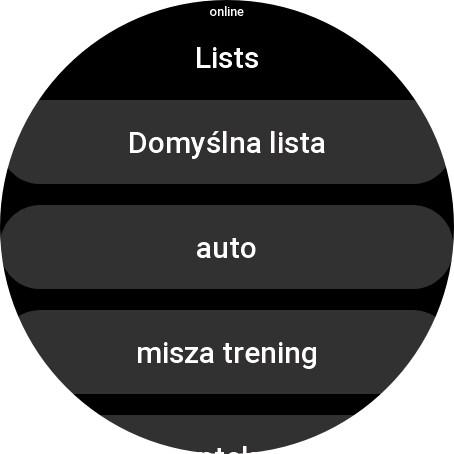 online
Lists
Domyślna lista
auto
misza trening